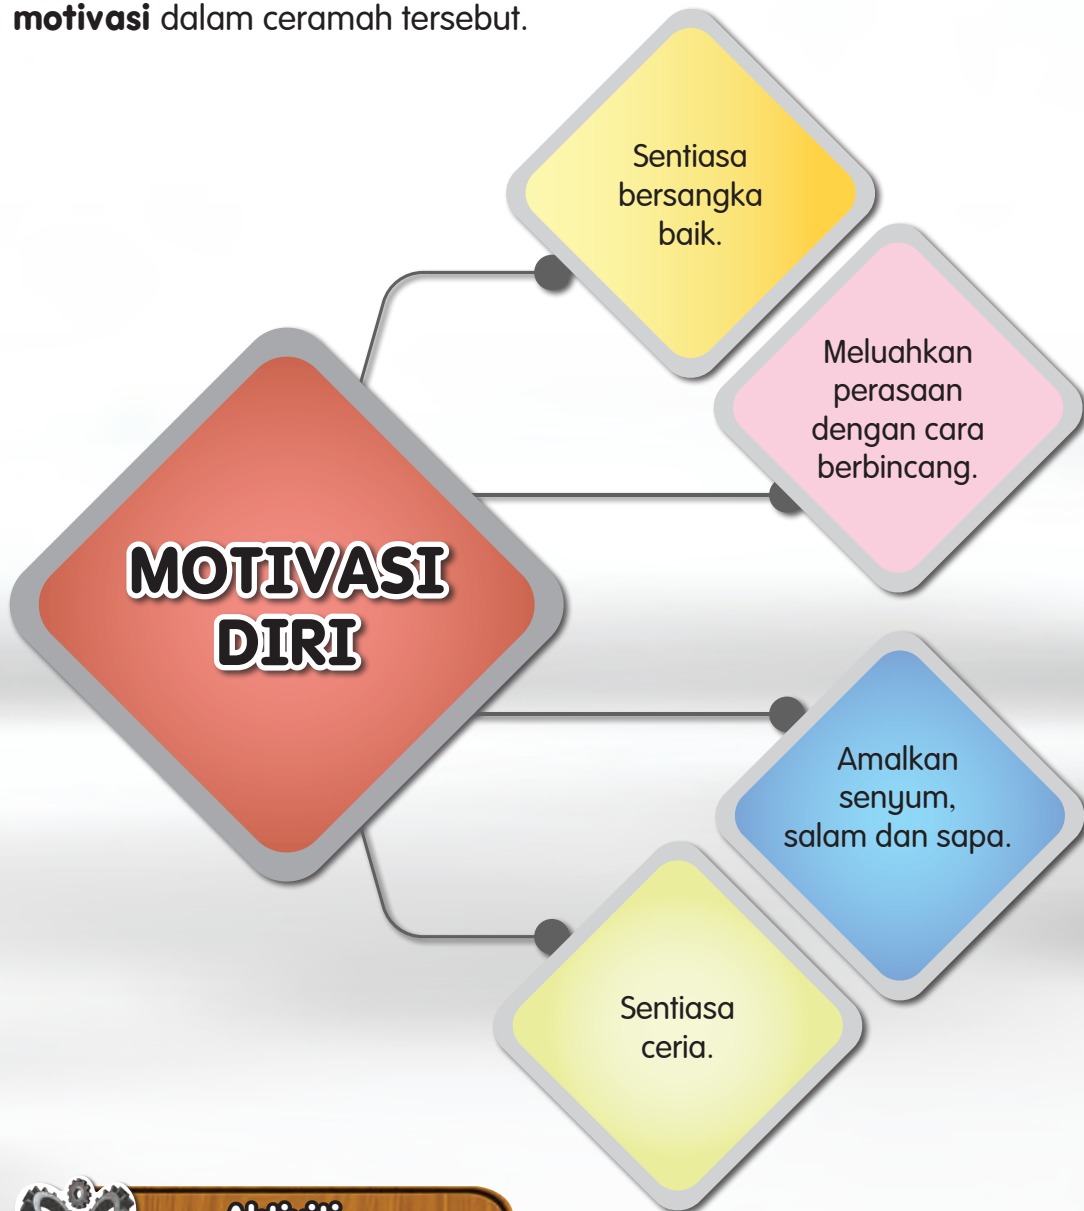 motivasi dalam ceramah tersebut.
Sentiasa
bersangka
baik.
Meluahkan
perasaan
dengan cara
berbincang.
MOTIVASI
DIRI
Amalkan
senyum,
salam dan sapa.
Sentiasa
ceria.